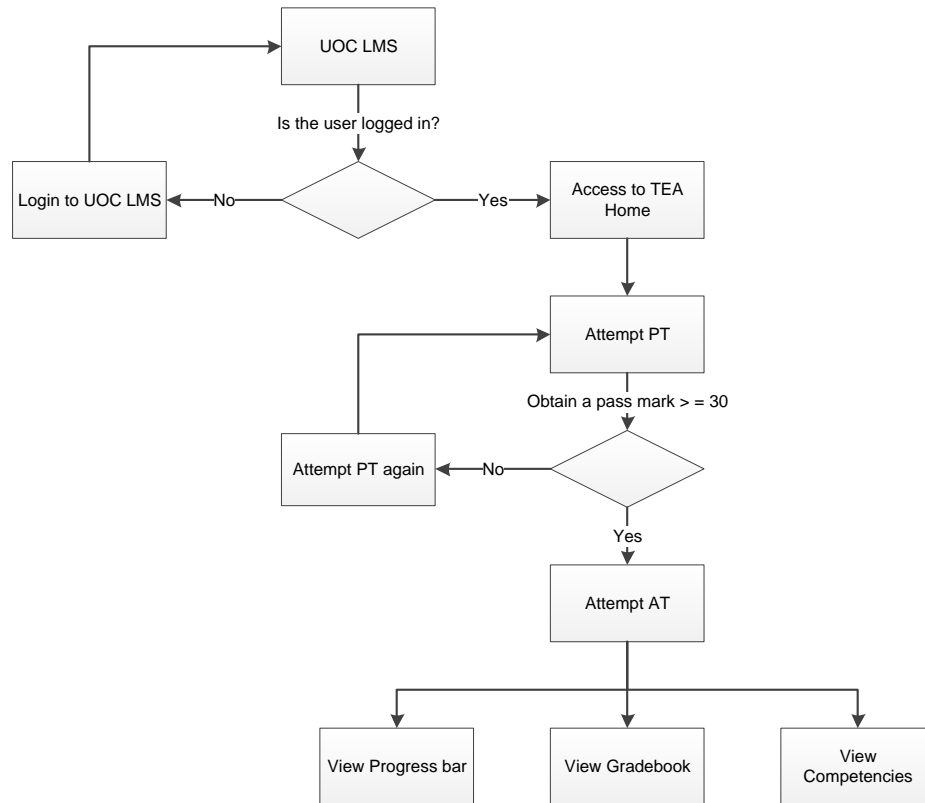 UOC LMS
Is the user logged in?
Login to UOC LMS
No
Yes
Access to TEA
Home
Attempt PT
Obtain a pass mark > = 30
Attempt PT again
No
Yes
Attempt AT
View Progress bar
View Gradebook
View
Competencies